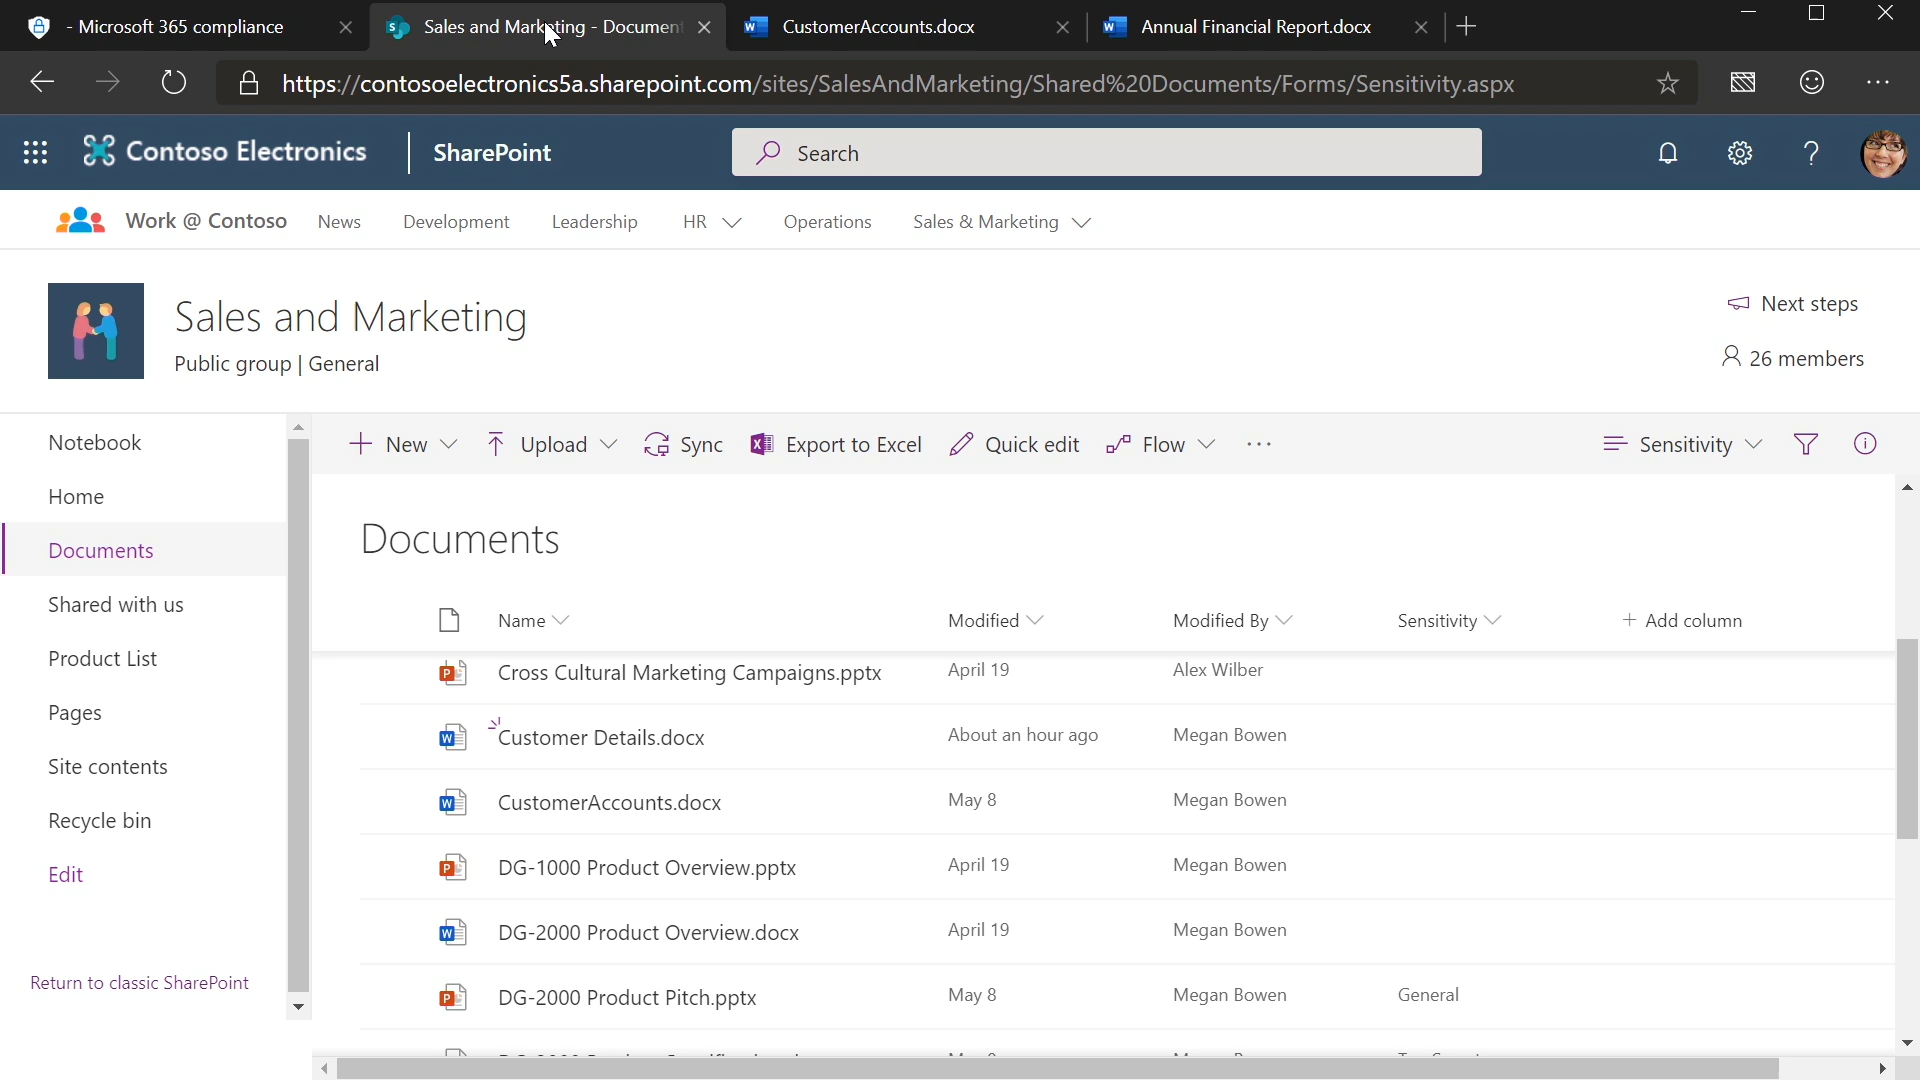 - Microsoft 365 compliance
Sales and Marketing - Document
CustomerAccounts.docx
Annual Financial Report.docx
https://contosoelectronics5a.sharepoint.com/sites/SalesAndMarketing/Shared%20Documents/Forms/Sensitivity.aspx
Contoso Electronics
SharePoint
Search
Work @ Contoso
News
Development
Leadership
HR
Operations
Sales & Marketing
Sales and Marketing
Public group | General
Next steps
26 members
Notebook
Home
Documents
Shared with us
Product List
Pages
Site contents
Recycle bin
Edit
Return to classic SharePoint
New
Upload
Sync
Export to Excel
Quick edit
Flow
Sensitivity
Documents
Name Modified Modified By Sensitivity + Add column
Cross Cultural Marketing Campaigns.pptx April 19 Alex Wilber
Customer Details.docx About an hour ago Megan Bowen
CustomerAccounts.docx May 8 Megan Bowen
DG-1000 Product Overview.pptx April 19 Megan Bowen
DG-2000 Product Overview.docx April 19 Megan Bowen
DG-2000 Product Pitch.pptx May 8 Megan Bowen General